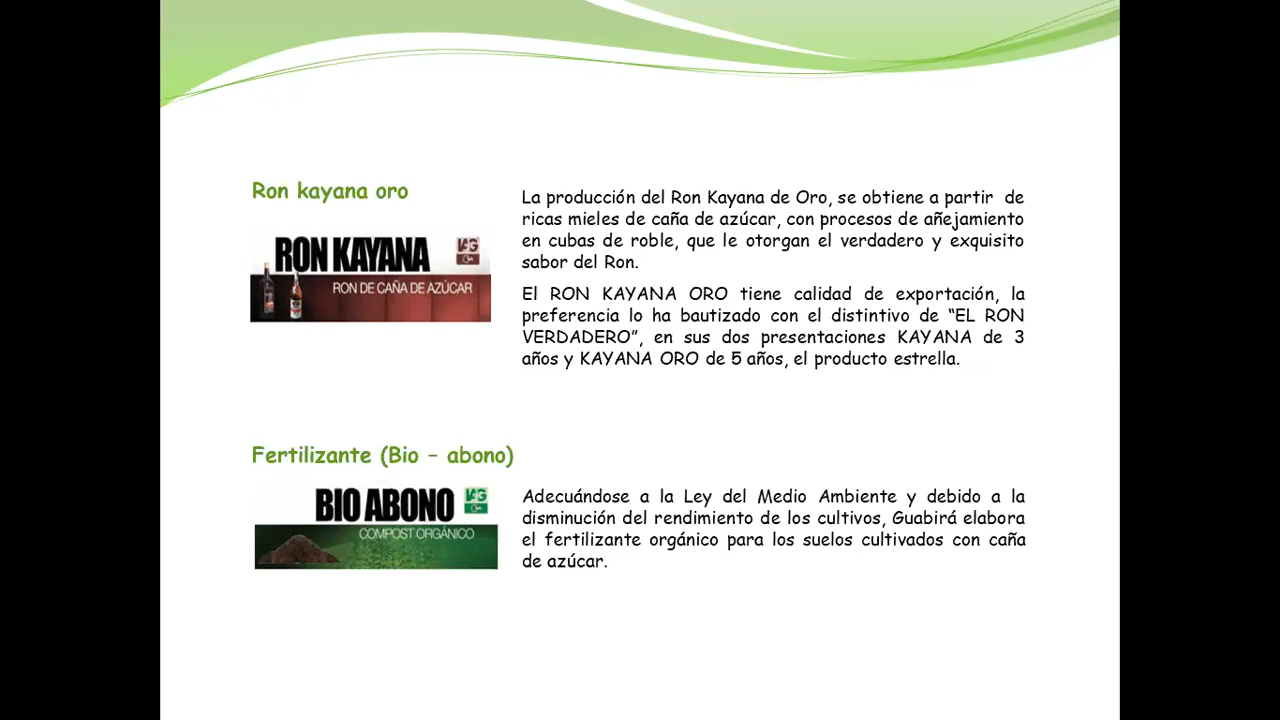 Ron kayana oro
RON KAYANA
IAG
RON DE CAÑA DE AZÚCAR
La producción del Ron Kayana de Oro, se obtiene a partir de
ricas mieles de caña de azúcar, con procesos de añejamiento
en cubas de roble, que le otorgan el verdadero y exquisito
sabor del Ron.
El RON KAYANA ORO tiene calidad de exportación, la
preferencia lo ha bautizado con el distintivo de “EL RON
VERDADERO”, en sus dos presentaciones KAYANA de 3
años y KAYANA ORO de 5 años, el producto estrella.
Fertilizante (Bio – abono)
BIO ABONO
IAG
COMPOST ORGÁNICO
Adecuándose a la Ley del Medio Ambiente y debido a la
disminución del rendimiento de los cultivos, Guabirá elabora
el fertilizante orgánico para los suelos cultivados con caña
de azúcar.